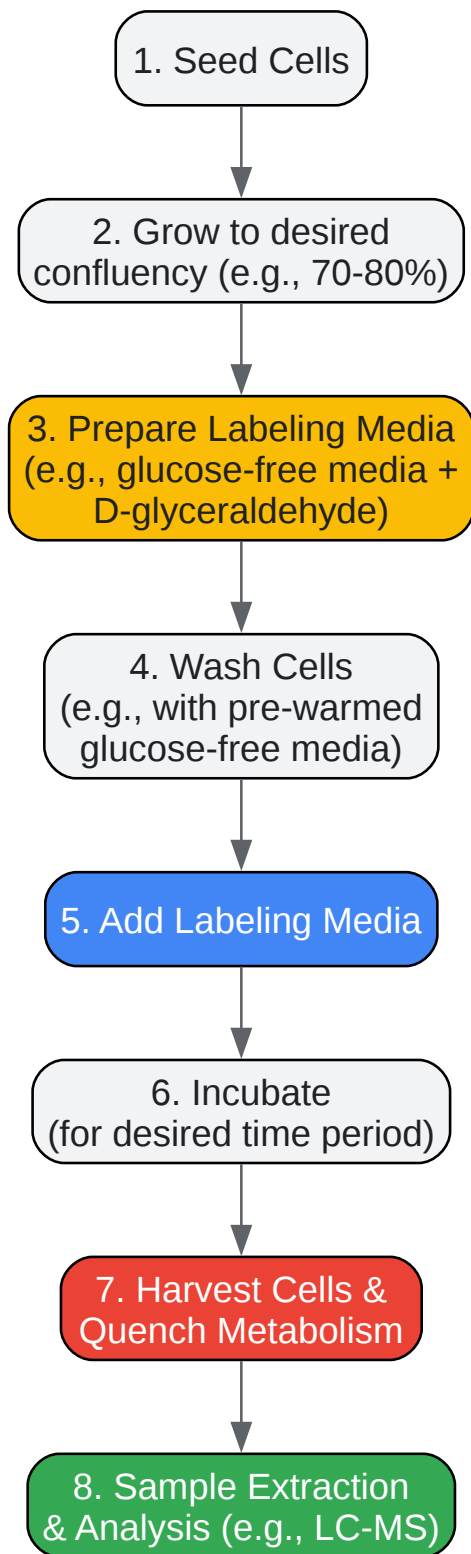 1. Seed Cells
2. Grow to desired
confluency (e.g., 70-80%)
3. Prepare Labeling Media
(e.g., glucose-free media +
D-glyceraldehyde)
4. Wash Cells
(e.g., with pre-warmed
glucose-free media)
5. Add Labeling Media
6. Incubate
(for desired time period)
7. Harvest Cells &
Quench Metabolism
8. Sample Extraction
& Analysis (e.g., LC-MS)